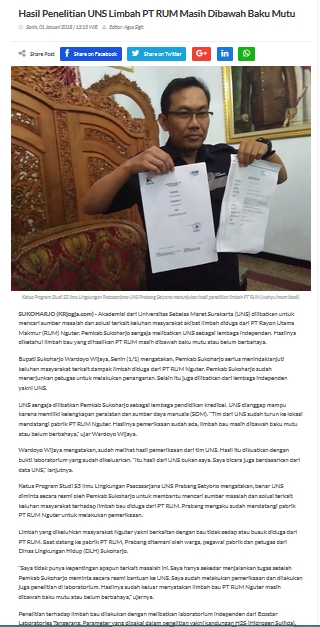 Hasil Penelitian UNS Limbah PT RUM Masih Dibawah Baku Mutu
Senin, 01 Januari 2018 / 13:15 WIB Editor: Agus Sigit
Share Post Share on Facebook Share on Twitter
Ketua Program Studi S3 Ilmu Lingkungan Pascasarjana UNS Prabang Setyono menunjukan hasil penelitian limbah PT RUM (wahyu imam ibadi)
SUKOHARJO (KRjogja.com) - Akademisi dari Universitas Sebelas Maret Surakarta (UNS) dilibatkan untuk
mencari sumber masalah dan solusi terkait keluhan masyarakat akibat limbah diduga dari PT Rayon Utama
Makmur (RUM) Nguter. Pemkab Sukoharjo sengaja melibatkan UNS sebagai lembaga independen. Hasilnya
diketahui limbah bau yang dihasilkan PT RUM masih dibawah baku mutu atau belum berbahaya.
Bupati Sukoharjo Wardoyo Wijaya, Senin (1/1) mengatakan, Pemkab Sukoharjo serius menindaklanjuti
keluhan masyarakat terkait dampak limbah diduga dari PT RUM Nguter. Pemkab Sukoharjo sudah
menerjunkan petugas untuk melakukan penanganan. Selain itu juga dilibatkan dari lembaga independen
yakni UNS.
UNS sengaja dilibatkan Pemkab Sukoharjo sebagai lembaga pendidikan kredibel. UNS dianggap mampu
karena memiliki kelengkapan peralatan dan sumber daya manusia (SDM). "Tim dari UNS sudah turun ke lokasi
mendatangi pabrik PT RUM Nguter. Hasilnya pemeriksaan sudah ada, limbah bau masih dibawah baku mutu
atau belum berbahaya," ujar Wardoyo Wijaya.
Wardoyo Wijaya mengatakan, sudah melihat hasil pemeriksaan dari tim UNS. Hasil itu dikuatkan dengan
bukti laboratorium yang sudah dikeluarkan. "Itu hasil dari UNS bukan saya. Saya bicara juga berdasarkan dari
data UNS," lanjutnya.
Ketua Program Studi S3 Ilmu Lingkungan Pascasarjana UNS Prabang Setyono mengatakan, benar UNS
diminta secara resmi oleh Pemkab Sukoharjo untuk membantu mencari sumber masalah dan solusi terkait
keluhan masyarakat terhadap limbah bau diduga dari PT RUM. Prabang mengaku sudah mendatangi pabrik
PT RUM Nguter untuk melakukan pemeriksaan.
Limbah yang dikeluhkan masyarakat Nguter yakni berkaitan dengan bau tidak sedap atau busuk diduga dari
PT RUM. Saat datang ke pabrik PT RUM, Prabang ditemani oleh warga, pegawai pabrik dan petugas dari
Dinas Lingkungan Hidup (DLH) Sukoharjo.
"Saya tidak punya kepentingan apapun terkait masalah ini. Saya hanya sekedar menjalankan tugas setelah
Pemkab Sukoharjo meminta secara resmi bantuan ke UNS. Saya sudah melakukan pemeriksaan dan dilakukan
juga penelitian di laboratorium. Hasilnya sudah keluar menyatakan limbah bau PT RUM Nguter masih
dibawah baku mutu atau belum berbahaya," ujarnya.
Penelitian terhadap limbah bau dilakukan dengan melibatkan laboratorium independen dari Ecostar
Laboratories Tangerang. Parameter yang dipakai dalam penelitian yakni kandungan H2S (Hidrogen Sulfida),